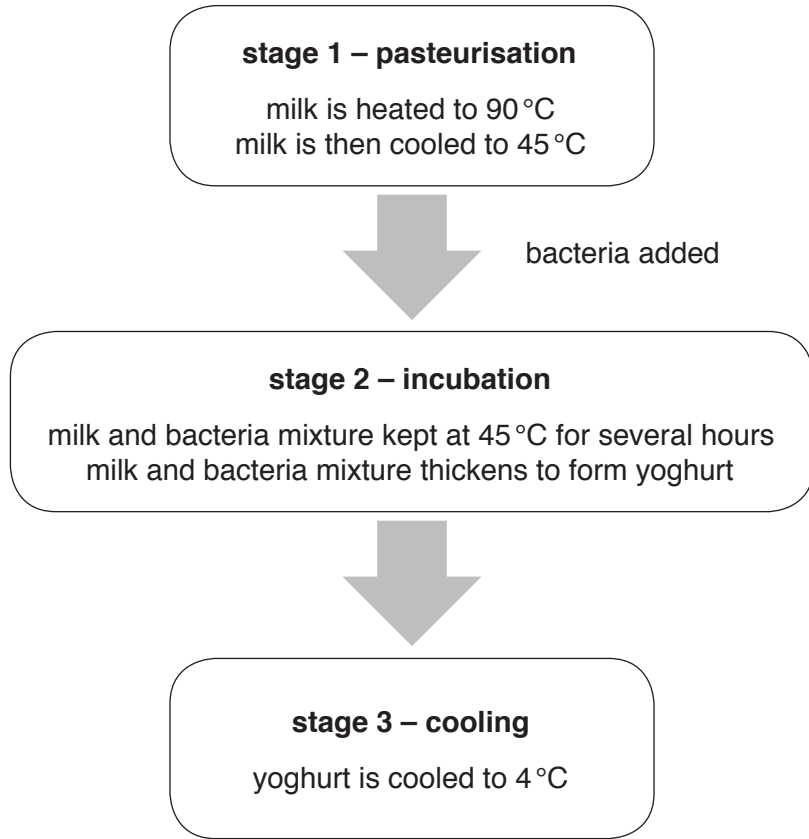 stage 1 – pasteurisation
milk is heated to 90 °C
milk is then cooled to 45 °C
bacteria added
stage 2 – incubation
milk and bacteria mixture kept at 45 °C for several hours
milk and bacteria mixture thickens to form yoghurt
stage 3 – cooling
yoghurt is cooled to 4 °C